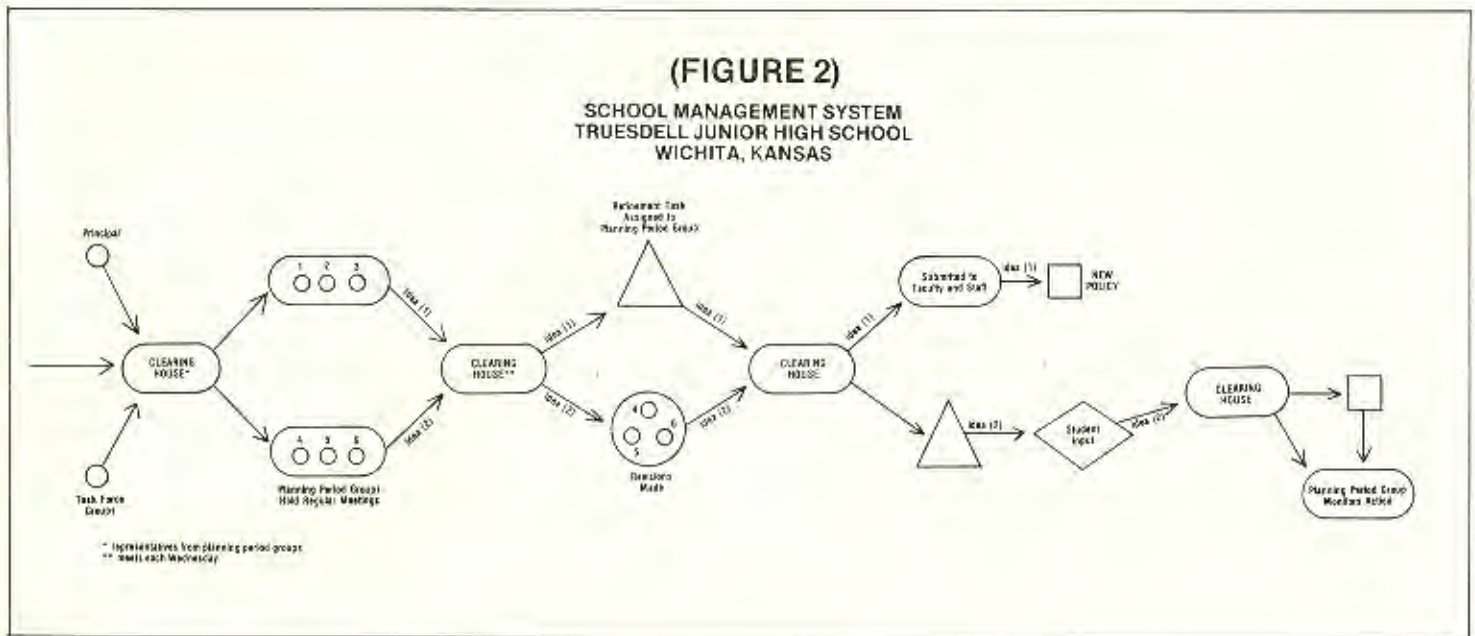 (FIGURE 2)
SCHOOL MANAGEMENT SYSTEM
TRUESDELL JUNIOR HIGH SCHOOL
WICHITA, KANSAS
Principal
CLEARING
HOUSE*
Task Force
Groups
1 2 3
4 5 6
Planning Period Groups
Hold Regular Meetings
idea (1)
idea (2)
CLEARING
HOUSE**
idea (1)
idea (2)
Refinement Task
Assigned to
Planning Period Group
4
6
5
Revisions
Made
idea (1)
idea (2)
CLEARING
HOUSE
idea (1)
Submitted to
Faculty and Staff
idea (1)
NEW
POLICY
idea (2)
Student
Input
idea (2)
CLEARING
HOUSE
Planning Period Group
Monitors Action
* representatives from planning period groups
** meets each Wednesday